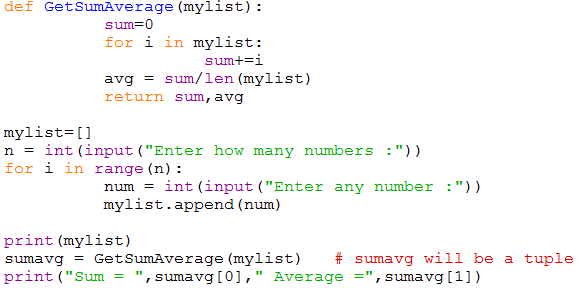 def GetSumAverage(mylist):
        sum=0
        for i in mylist:
                sum+=i
        avg = sum/len(mylist)
        return sum,avg

mylist=[]
n = int(input("Enter how many numbers :"))
for i in range(n):
        num = int(input("Enter any number :"))
        mylist.append(num)

print(mylist)
sumavg = GetSumAverage(mylist)   # sumavg will be a tuple
print("Sum = ",sumavg[0]," Average =",sumavg[1])